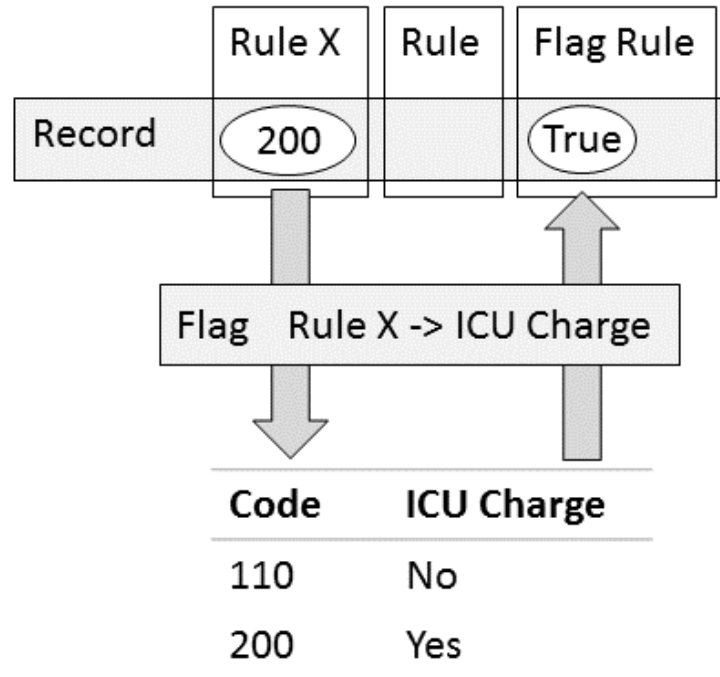 Rule X Rule Flag Rule
Record 200 True
Flag Rule X -> ICU Charge
Code ICU Charge
110 No
200 Yes